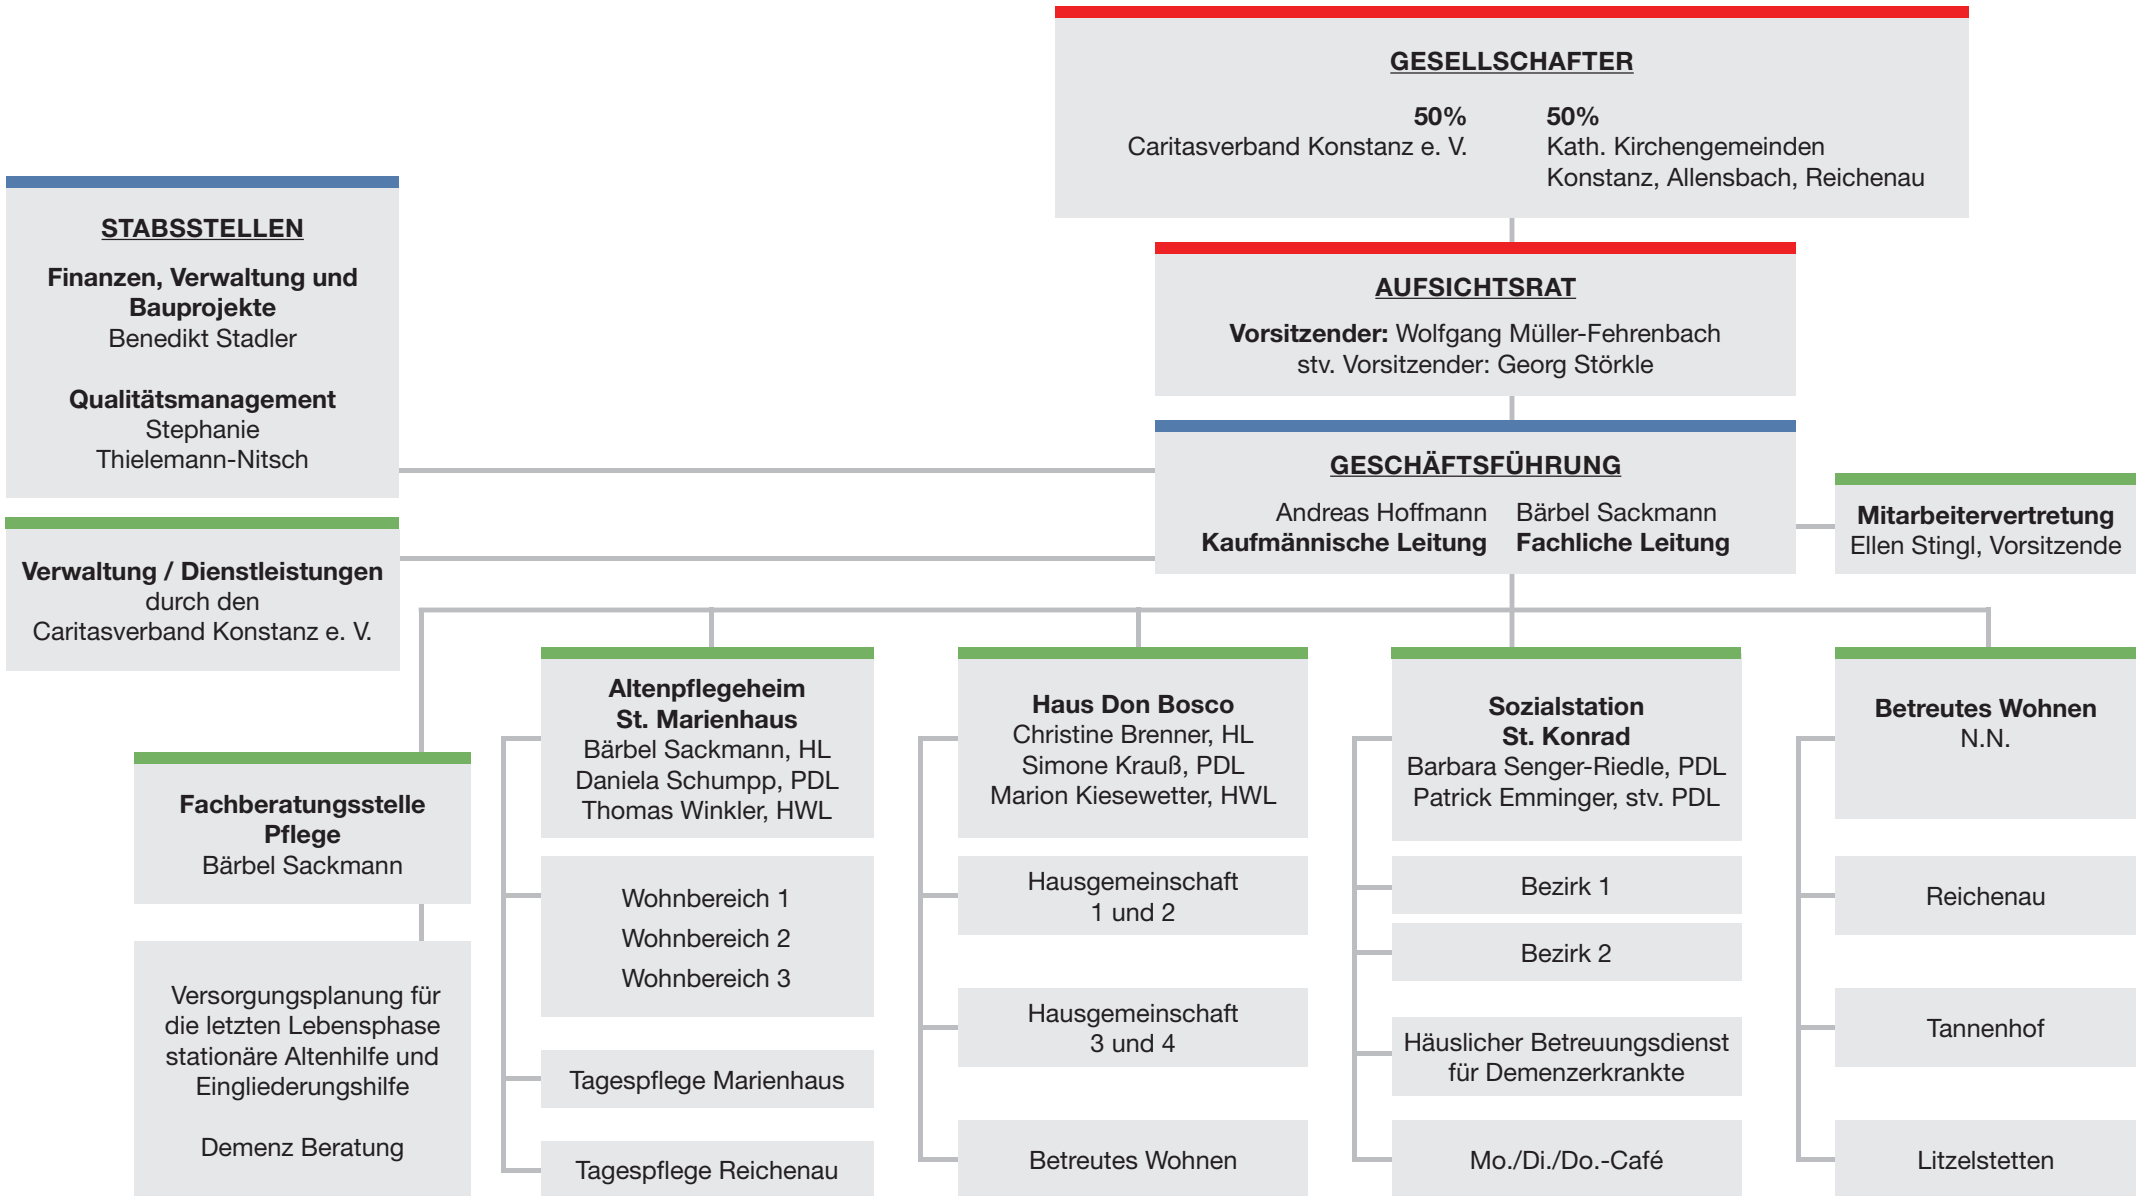 GESELLSCHAFTER
50%
Caritasverband Konstanz e. V.
50%
Kath. Kirchengemeinden
Konstanz, Allensbach, Reichenau
STABSSTELLEN
Finanzen, Verwaltung und
Bauprojekte
Benedikt Stadler
Qualitätsmanagement
Stephanie
Thielemann-Nitsch
AUFSICHTSRAT
Vorsitzender: Wolfgang Müller-Fehrenbach
stv. Vorsitzender: Georg Störkle
GESCHÄFTSFÜHRUNG
Andreas Hoffmann
Kaufmännische Leitung
Bärbel Sackmann
Fachliche Leitung
Mitarbeitervertretung
Ellen Stingl, Vorsitzende
Verwaltung / Dienstleistungen
durch den
Caritasverband Konstanz e. V.
Fachberatungsstelle
Pflege
Bärbel Sackmann
Versorgungsplanung für
die letzten Lebensphase
stationäre Altenhilfe und
Eingliederungshilfe
Demenz Beratung
Altenpflegeheim
St. Marienhaus
Bärbel Sackmann, HL
Daniela Schumpp, PDL
Thomas Winkler, HWL
Wohnbereich 1
Wohnbereich 2
Wohnbereich 3
Tagespflege Marienhaus
Tagespflege Reichenau
Haus Don Bosco
Christine Brenner, HL
Simone Krauß, PDL
Marion Kiesewetter, HWL
Hausgemeinschaft
1 und 2
Hausgemeinschaft
3 und 4
Betreutes Wohnen
Sozialstation
St. Konrad
Barbara Senger-Riedle, PDL
Patrick Emminger, stv. PDL
Bezirk 1
Bezirk 2
Häuslicher Betreuungsdienst
für Demenzerkrankte
Mo./Di./Do.-Café
Betreutes Wohnen
N.N.
Reichenau
Tannenhof
Litzelstetten